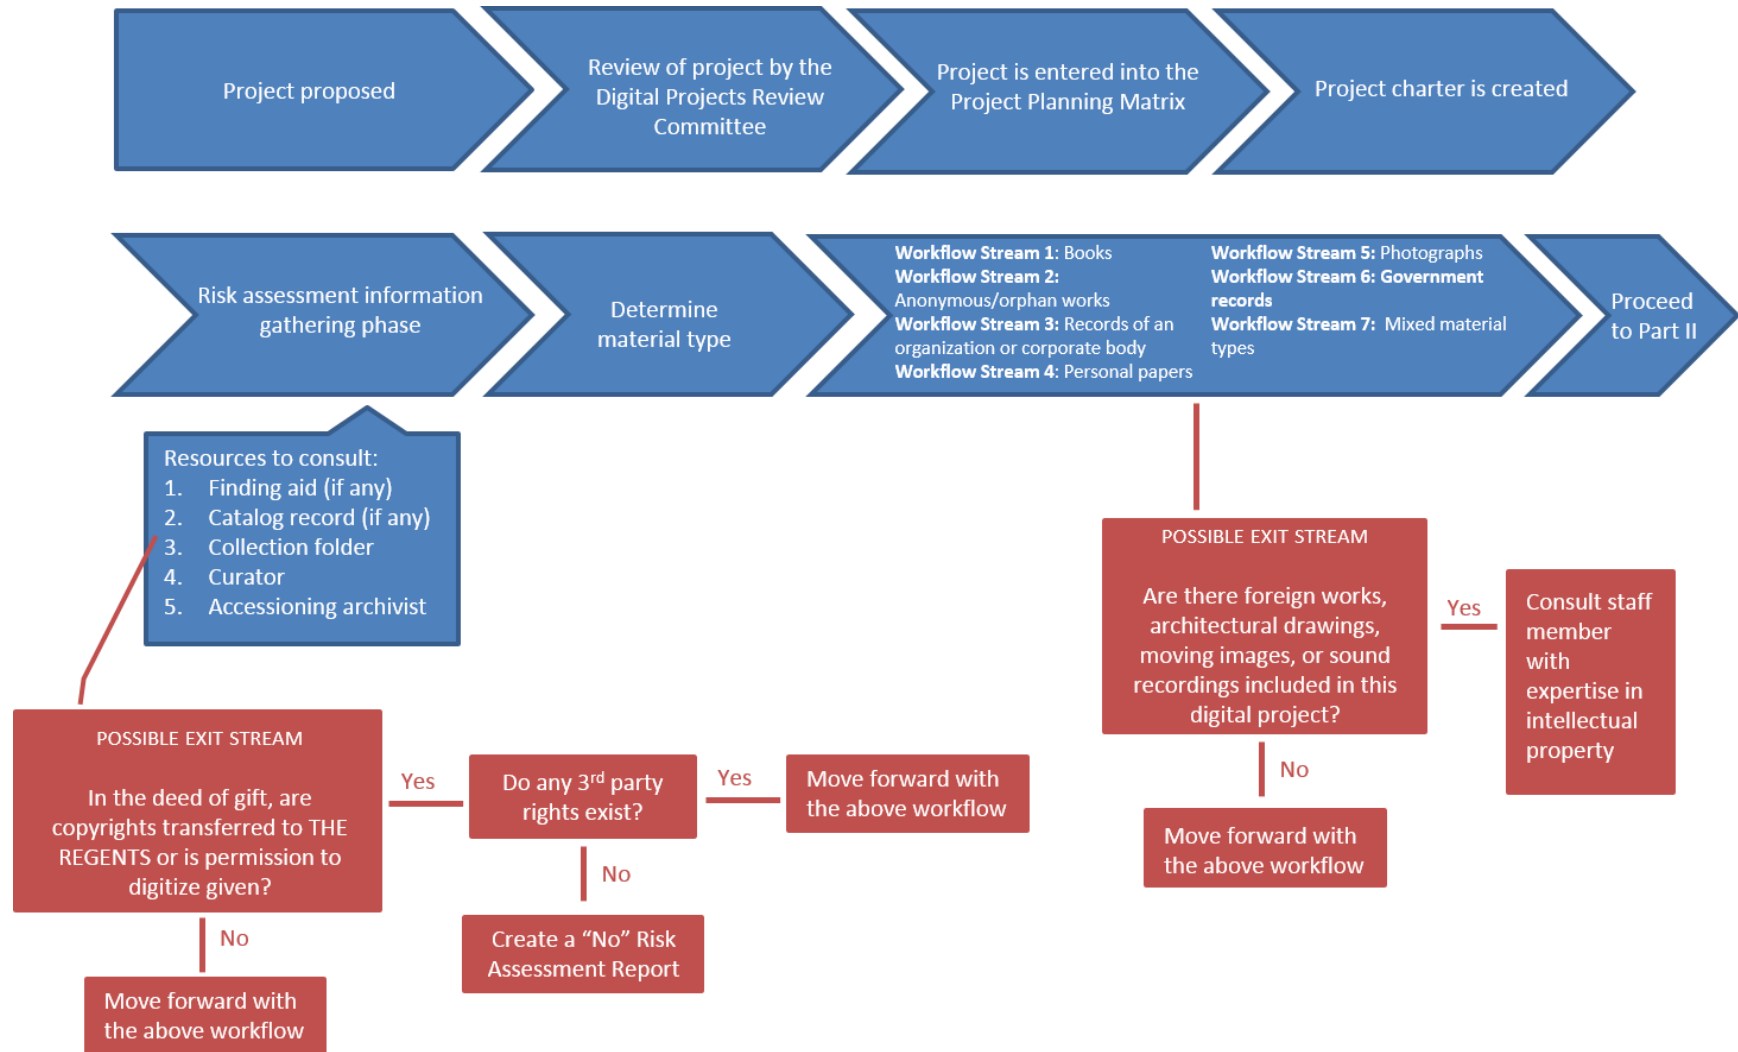 Project proposed
Review of project by the
Digital Projects Review
Committee
Project is entered into the
Project Planning Matrix
Project charter is created
Risk assessment information
gathering phase
Determine
material type
Workflow Stream 1: Books
Workflow Stream 2:
Anonymous/orphan works
Workflow Stream 3: Records of an
organization or corporate body
Workflow Stream 4: Personal papers
Workflow Stream 5: Photographs
Workflow Stream 6: Government
records
Workflow Stream 7: Mixed material
types
Proceed
to Part II
Resources to consult:
1. Finding aid (if any)
2. Catalog record (if any)
3. Collection folder
4. Curator
5. Accessioning archivist
POSSIBLE EXIT STREAM
In the deed of gift, are
copyrights transferred to THE
REGENTS or is permission to
digitize given?
Yes
Do any 3rd party
rights exist?
Yes
Move forward with
the above workflow
No
Create a “No” Risk
Assessment Report
No
Move forward with
the above workflow
POSSIBLE EXIT STREAM
Are there foreign works,
architectural drawings,
moving images, or sound
recordings included in this
digital project?
Yes
Consult staff
member
with
expertise in
intellectual
property
No
Move forward with
the above workflow